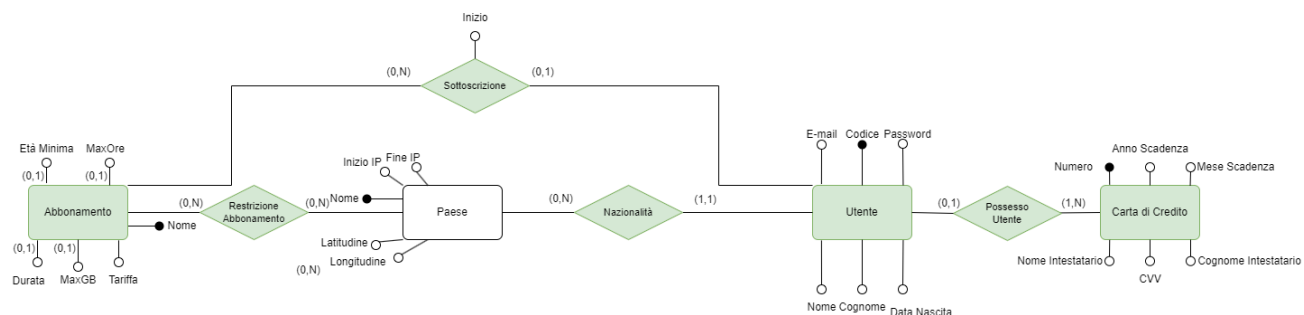 Inizio
(0,N)
Sottoscrizione
(0,1)
Età Minima
MaxOre
(0,1)
(0,1)
Abbonamento
(0,N)
Restrizione
Abbonamento
(0,N)
Nome
(0,1)
(0,1)
Durata
MaxGB
Tariffa
Inizio IP
Fine IP
Nome
Paese
Latitudine
Longitudine
(0,N)
(0,N)
Nazionalità
(1,1)
E-mail
Codice
Password
Utente
Nome
Cognome
Data Nascita
(0,1)
Possesso
Utente
(1,N)
Numero
Anno Scadenza
Mese Scadenza
Carta di Credito
Nome Intestatario
CVV
Cognome Intestatario